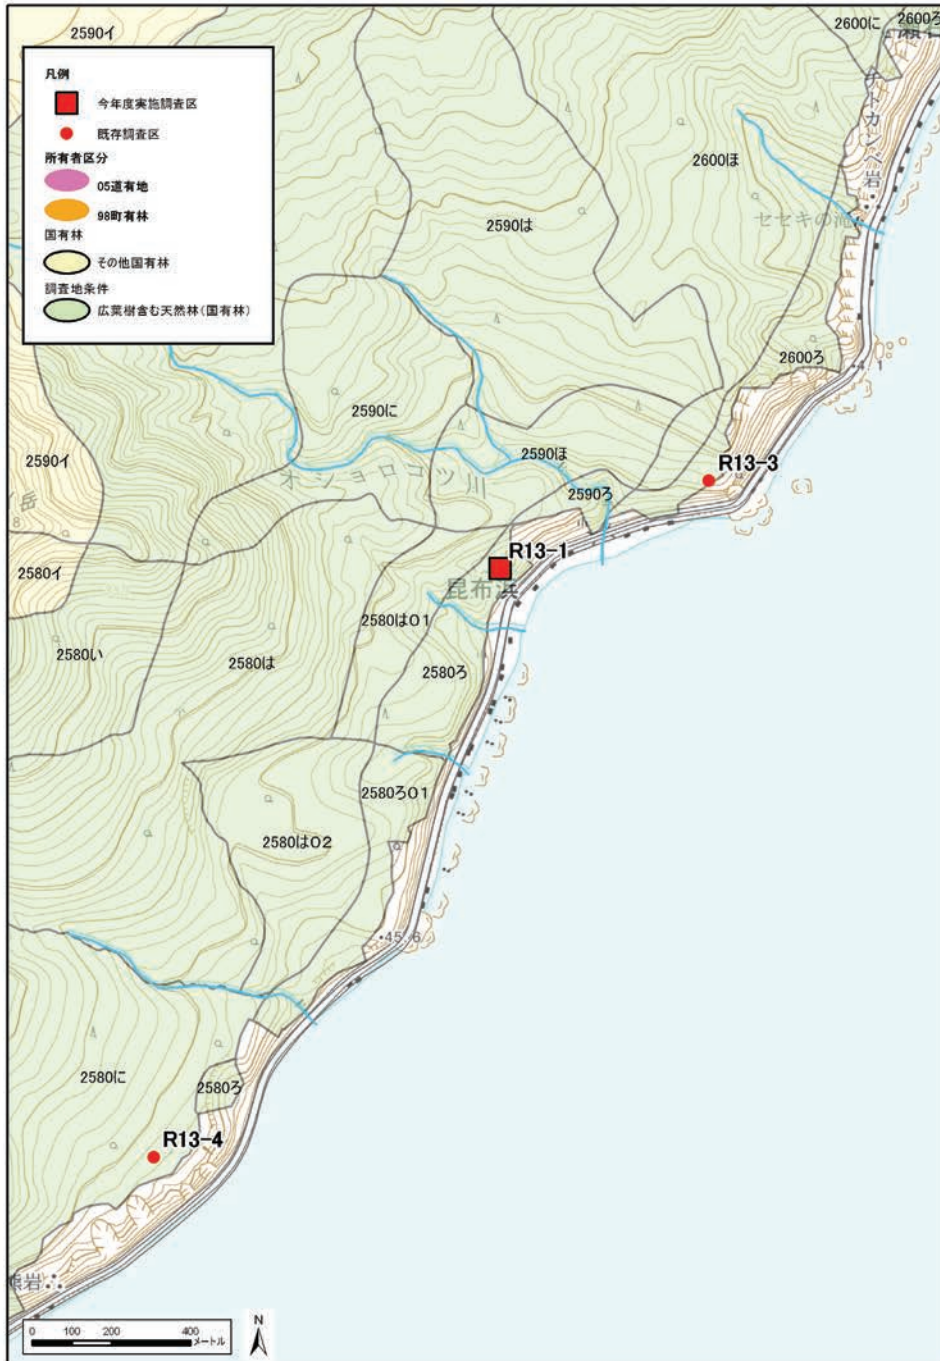 2590イ
2600に
2600ろ
凡例
今年度実施調査区
既存調査区
所有者区分
05道有地
98町有林
国有林
その他国有林
調査地条件
広葉樹含む天然林(国有林)
チトカンベ岩
2600ほ
セセキの滝
2590は
2600ろ
2590に
2590イ
2590ほ
オショロコツ川
R13-3
2590ろ
岳
R13-1
2580イ
昆布浜
2580はO1
2580い
2580は
2580ろ
2580ろO1
2580はO2
2580に
2580ろ
R13-4
熊岩
0 100 200 400
メートル
N